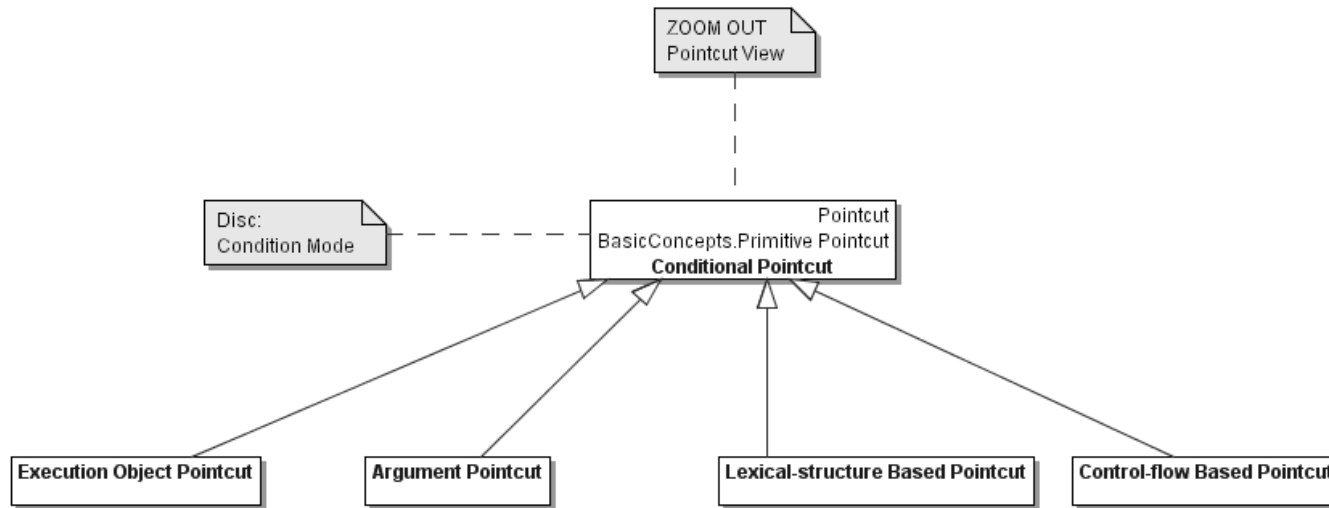 ZOOM OUT
Pointcut View
Disc:
Condition Mode
Pointcut
BasicConcepts.Primitive Pointcut
Conditional Pointcut
Execution Object Pointcut
Argument Pointcut
Lexical-structure Based Pointcut
Control-flow Based Pointcut